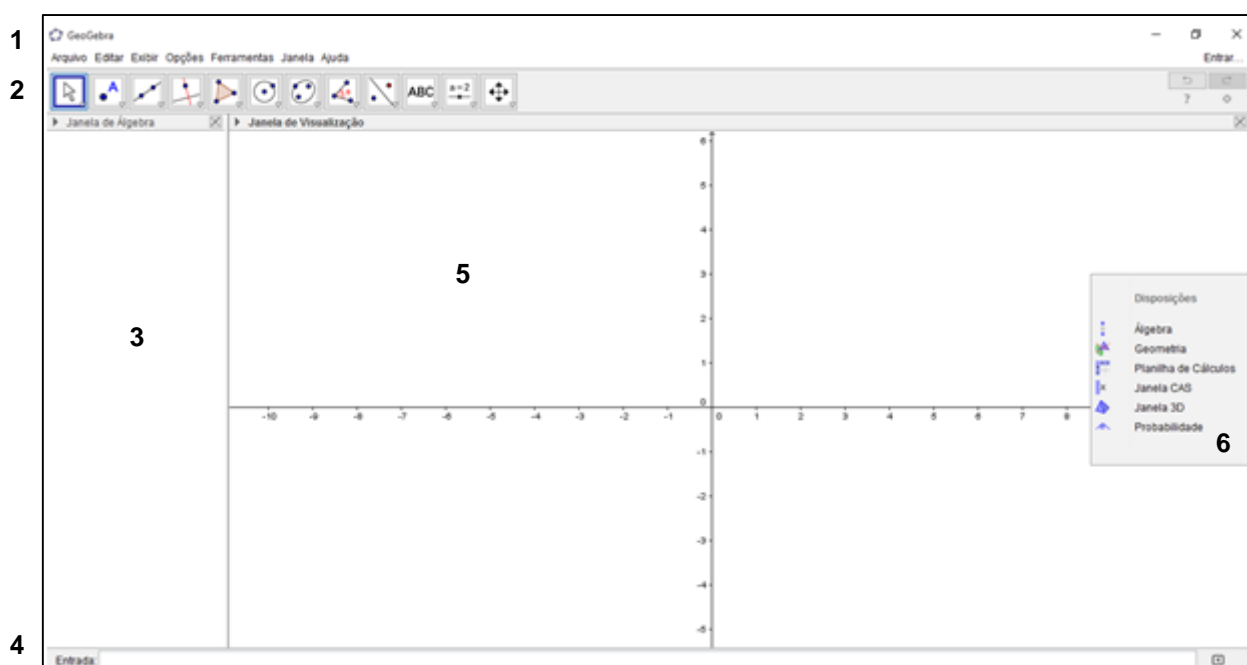 1
GeoGebra
Arquivo Editar Exibir Opções Ferramentas Janela Ajuda
Entrar...
2
A
ABC
a=2
?
Janela de Álgebra
Janela de Visualização
6
5
4
3
2
1
0
-10 -9 -8 -7 -6 -5 -4 -3 -2 -1 0 1 2 3 4 5 6 7 8
-1
-2
-3
-4
-5
3
5
Disposições
Álgebra
Geometria
Planilha de Cálculos
Janela CAS
Janela 3D
Probabilidade
6
4
Entrada: